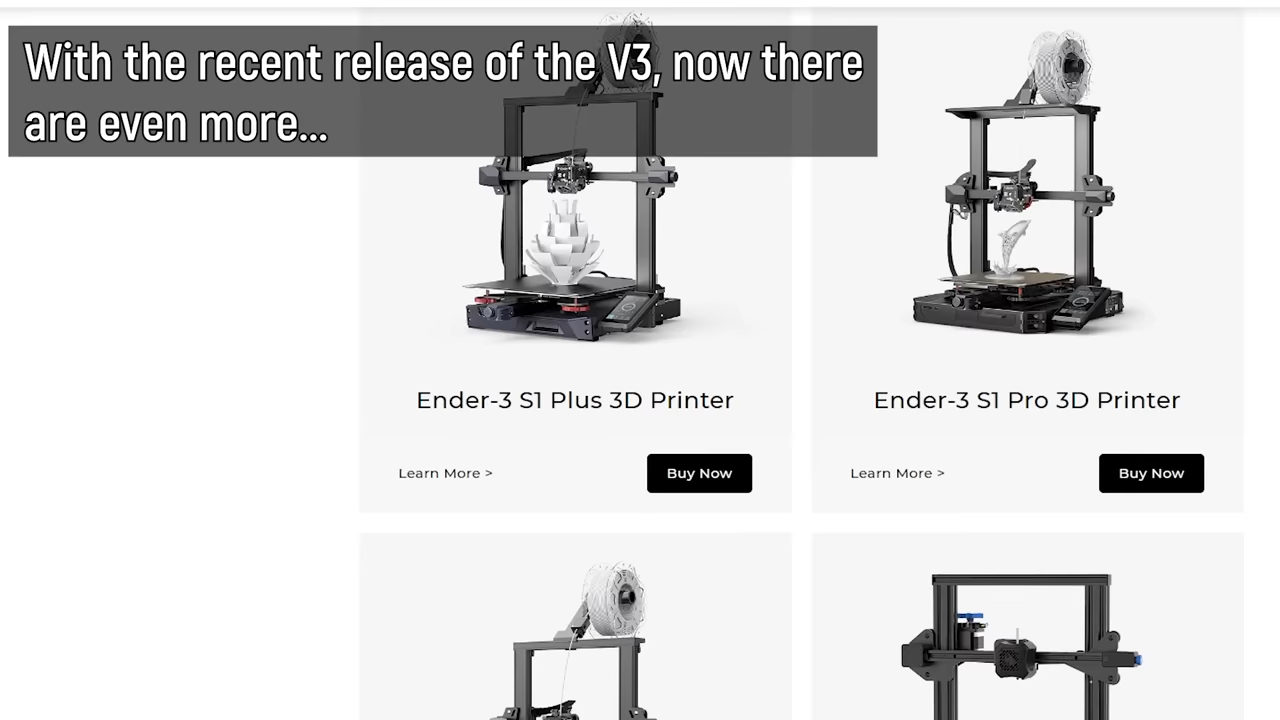 With the recent release of the V3, now there
are even more...
Ender-3 S1 Plus 3D Printer
Ender-3 S1 Pro 3D Printer
Learn More >
Buy Now
Learn More >
Buy Now